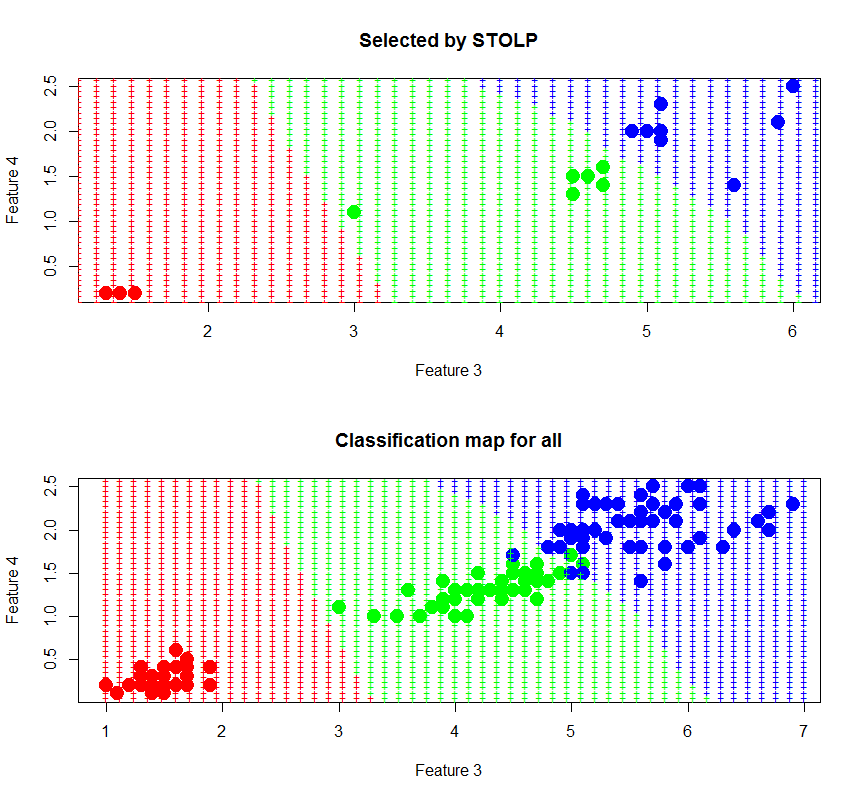 Selected by STOLP
2.5
2.0
1.5
1.0
0.5
Feature 4
2 3 4 5 6
Feature 3
Classification map for all
2.5
2.0
1.5
1.0
0.5
Feature 4
1 2 3 4 5 6 7
Feature 3